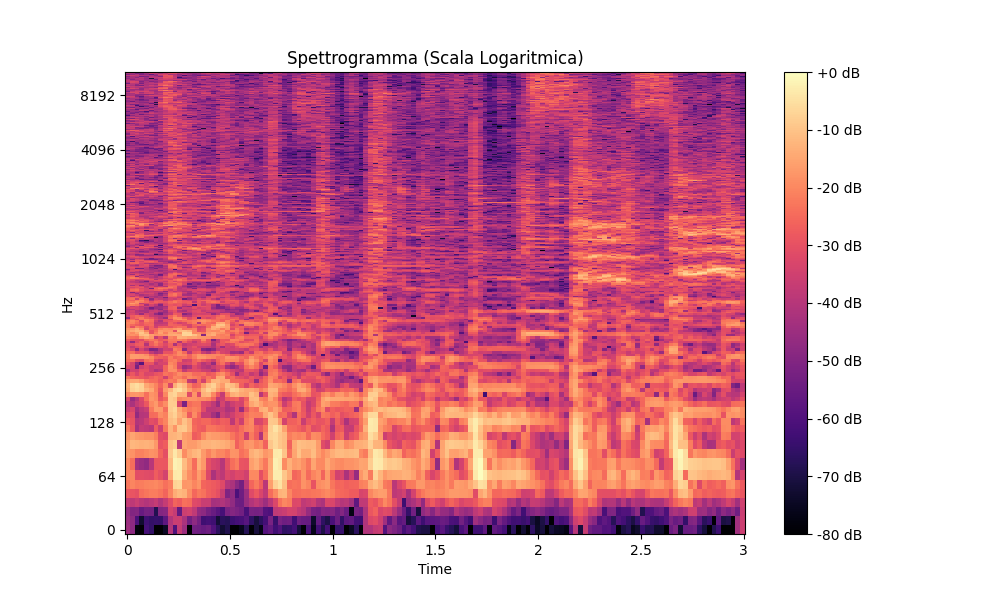 Spettrogramma (Scala Logaritmica)
Hz
8192
4096
2048
1024
512
256
128
64
0
0
0.5
1
1.5
2
2.5
3
Time
+0 dB
-10 dB
-20 dB
-30 dB
-40 dB
-50 dB
-60 dB
-70 dB
-80 dB